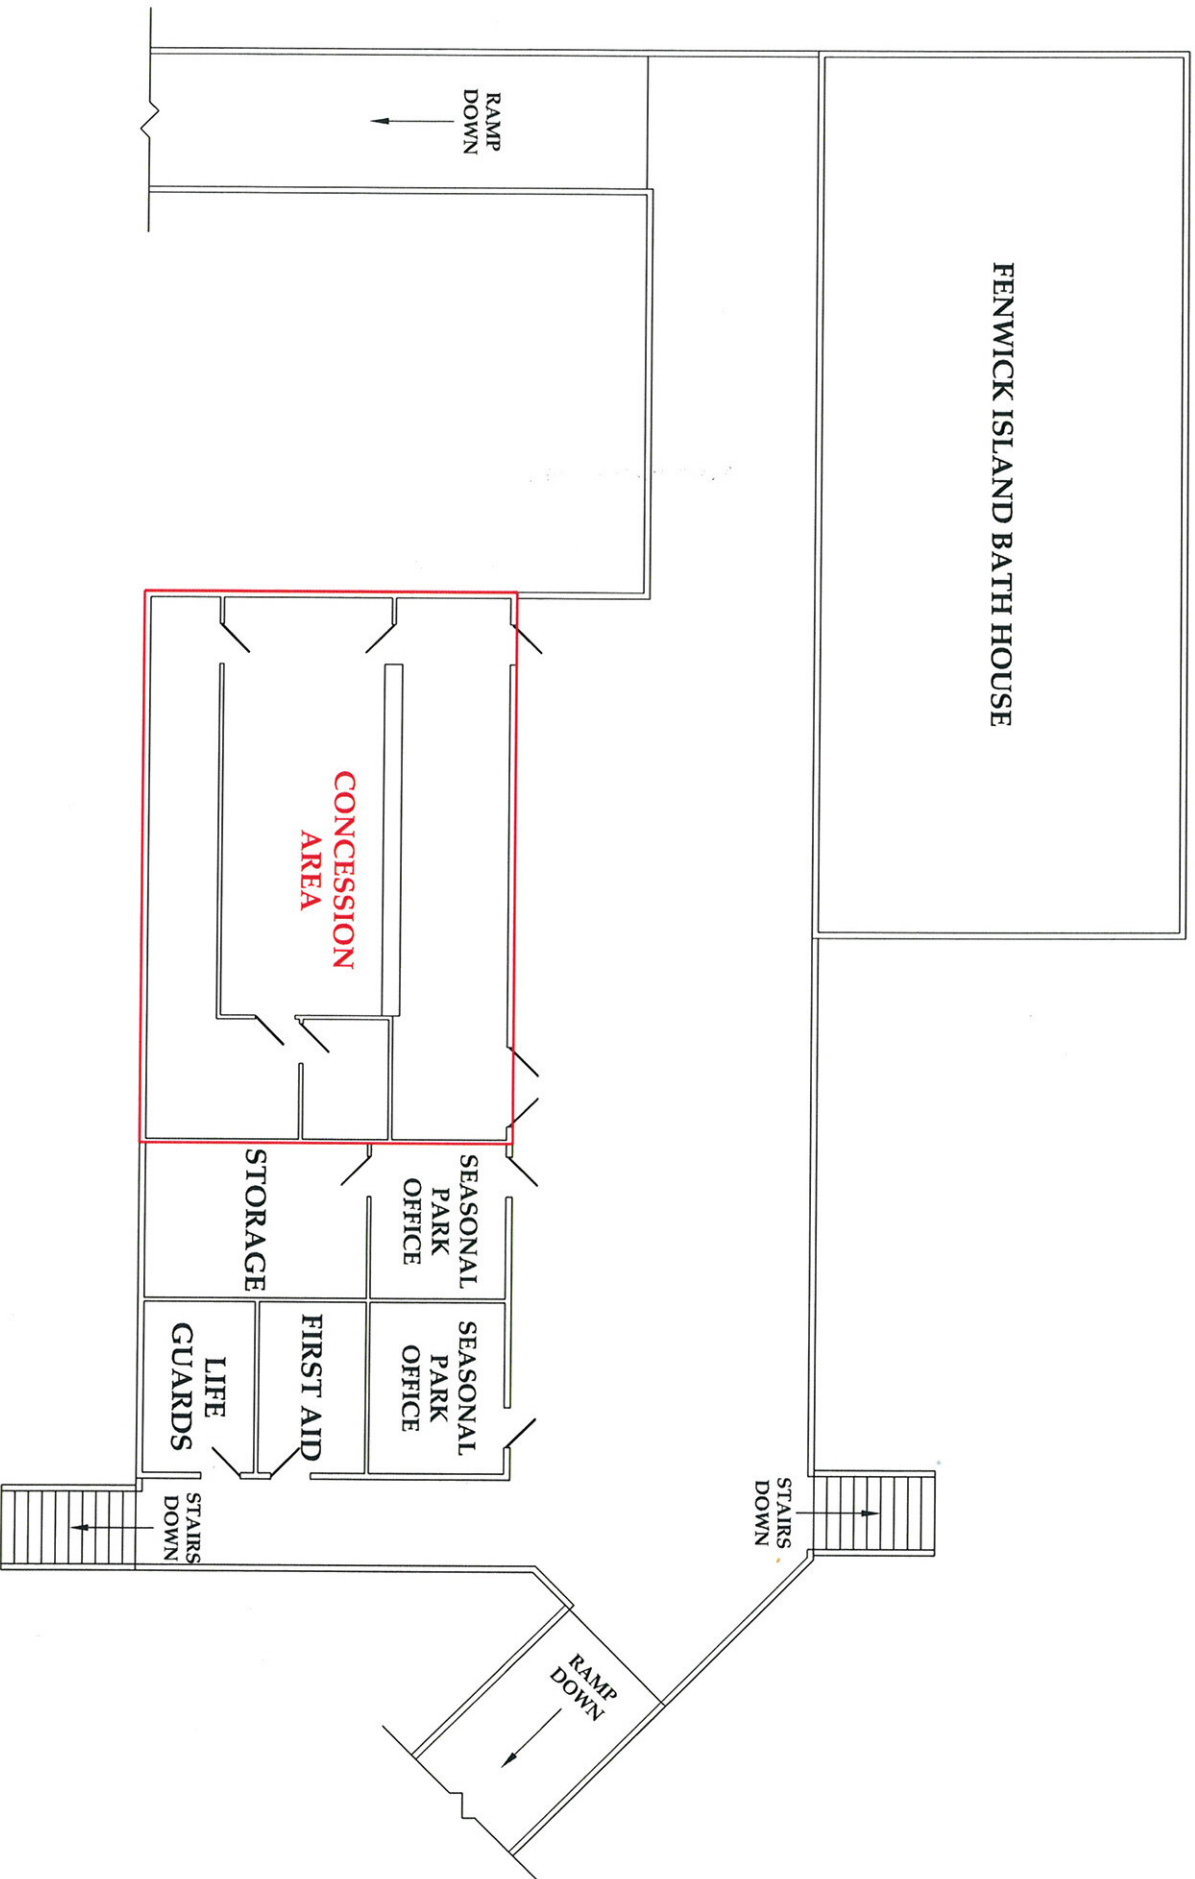 FENWICK ISLAND BATH HOUSE
RAMP
DOWN
STAIRS
DOWN
SEASONAL
PARK
OFFICE
SEASONAL
PARK
OFFICE
CONCESSION
AREA
STORAGE
FIRST AID
LIFE
GUARDS
STAIRS
DOWN
RAMP
DOWN